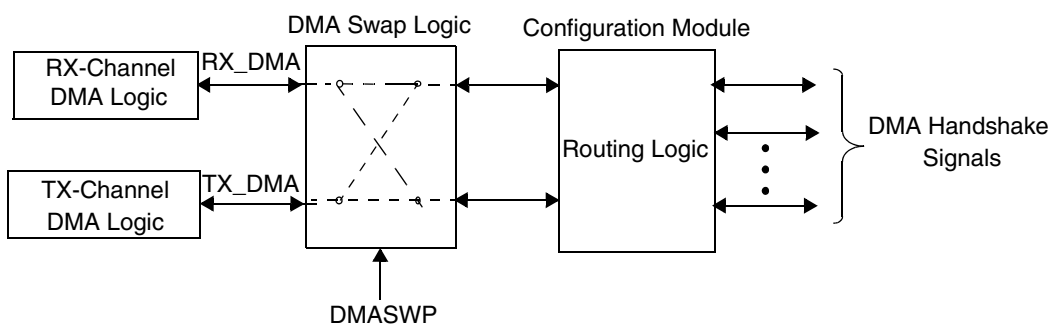 DMA Swap Logic
Configuration Module
RX-Channel
DMA Logic
RX_DMA
TX-Channel
DMA Logic
TX_DMA
Routing Logic
DMA Handshake
Signals
DMASWP